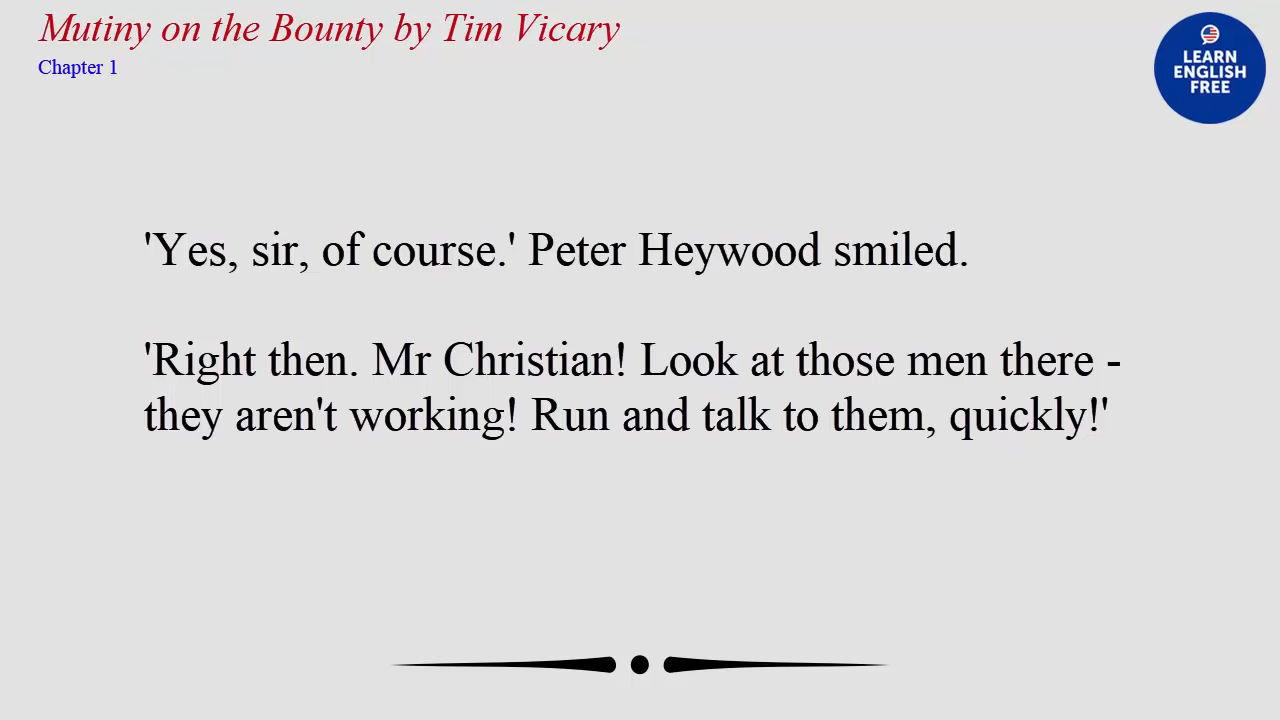 Mutiny on the Bounty by Tim Vicary
Chapter 1
LEARN
ENGLISH
FREE
'Yes, sir, of course.' Peter Heywood smiled.
'Right then. Mr Christian! Look at those men there -
they aren't working! Run and talk to them, quickly!'